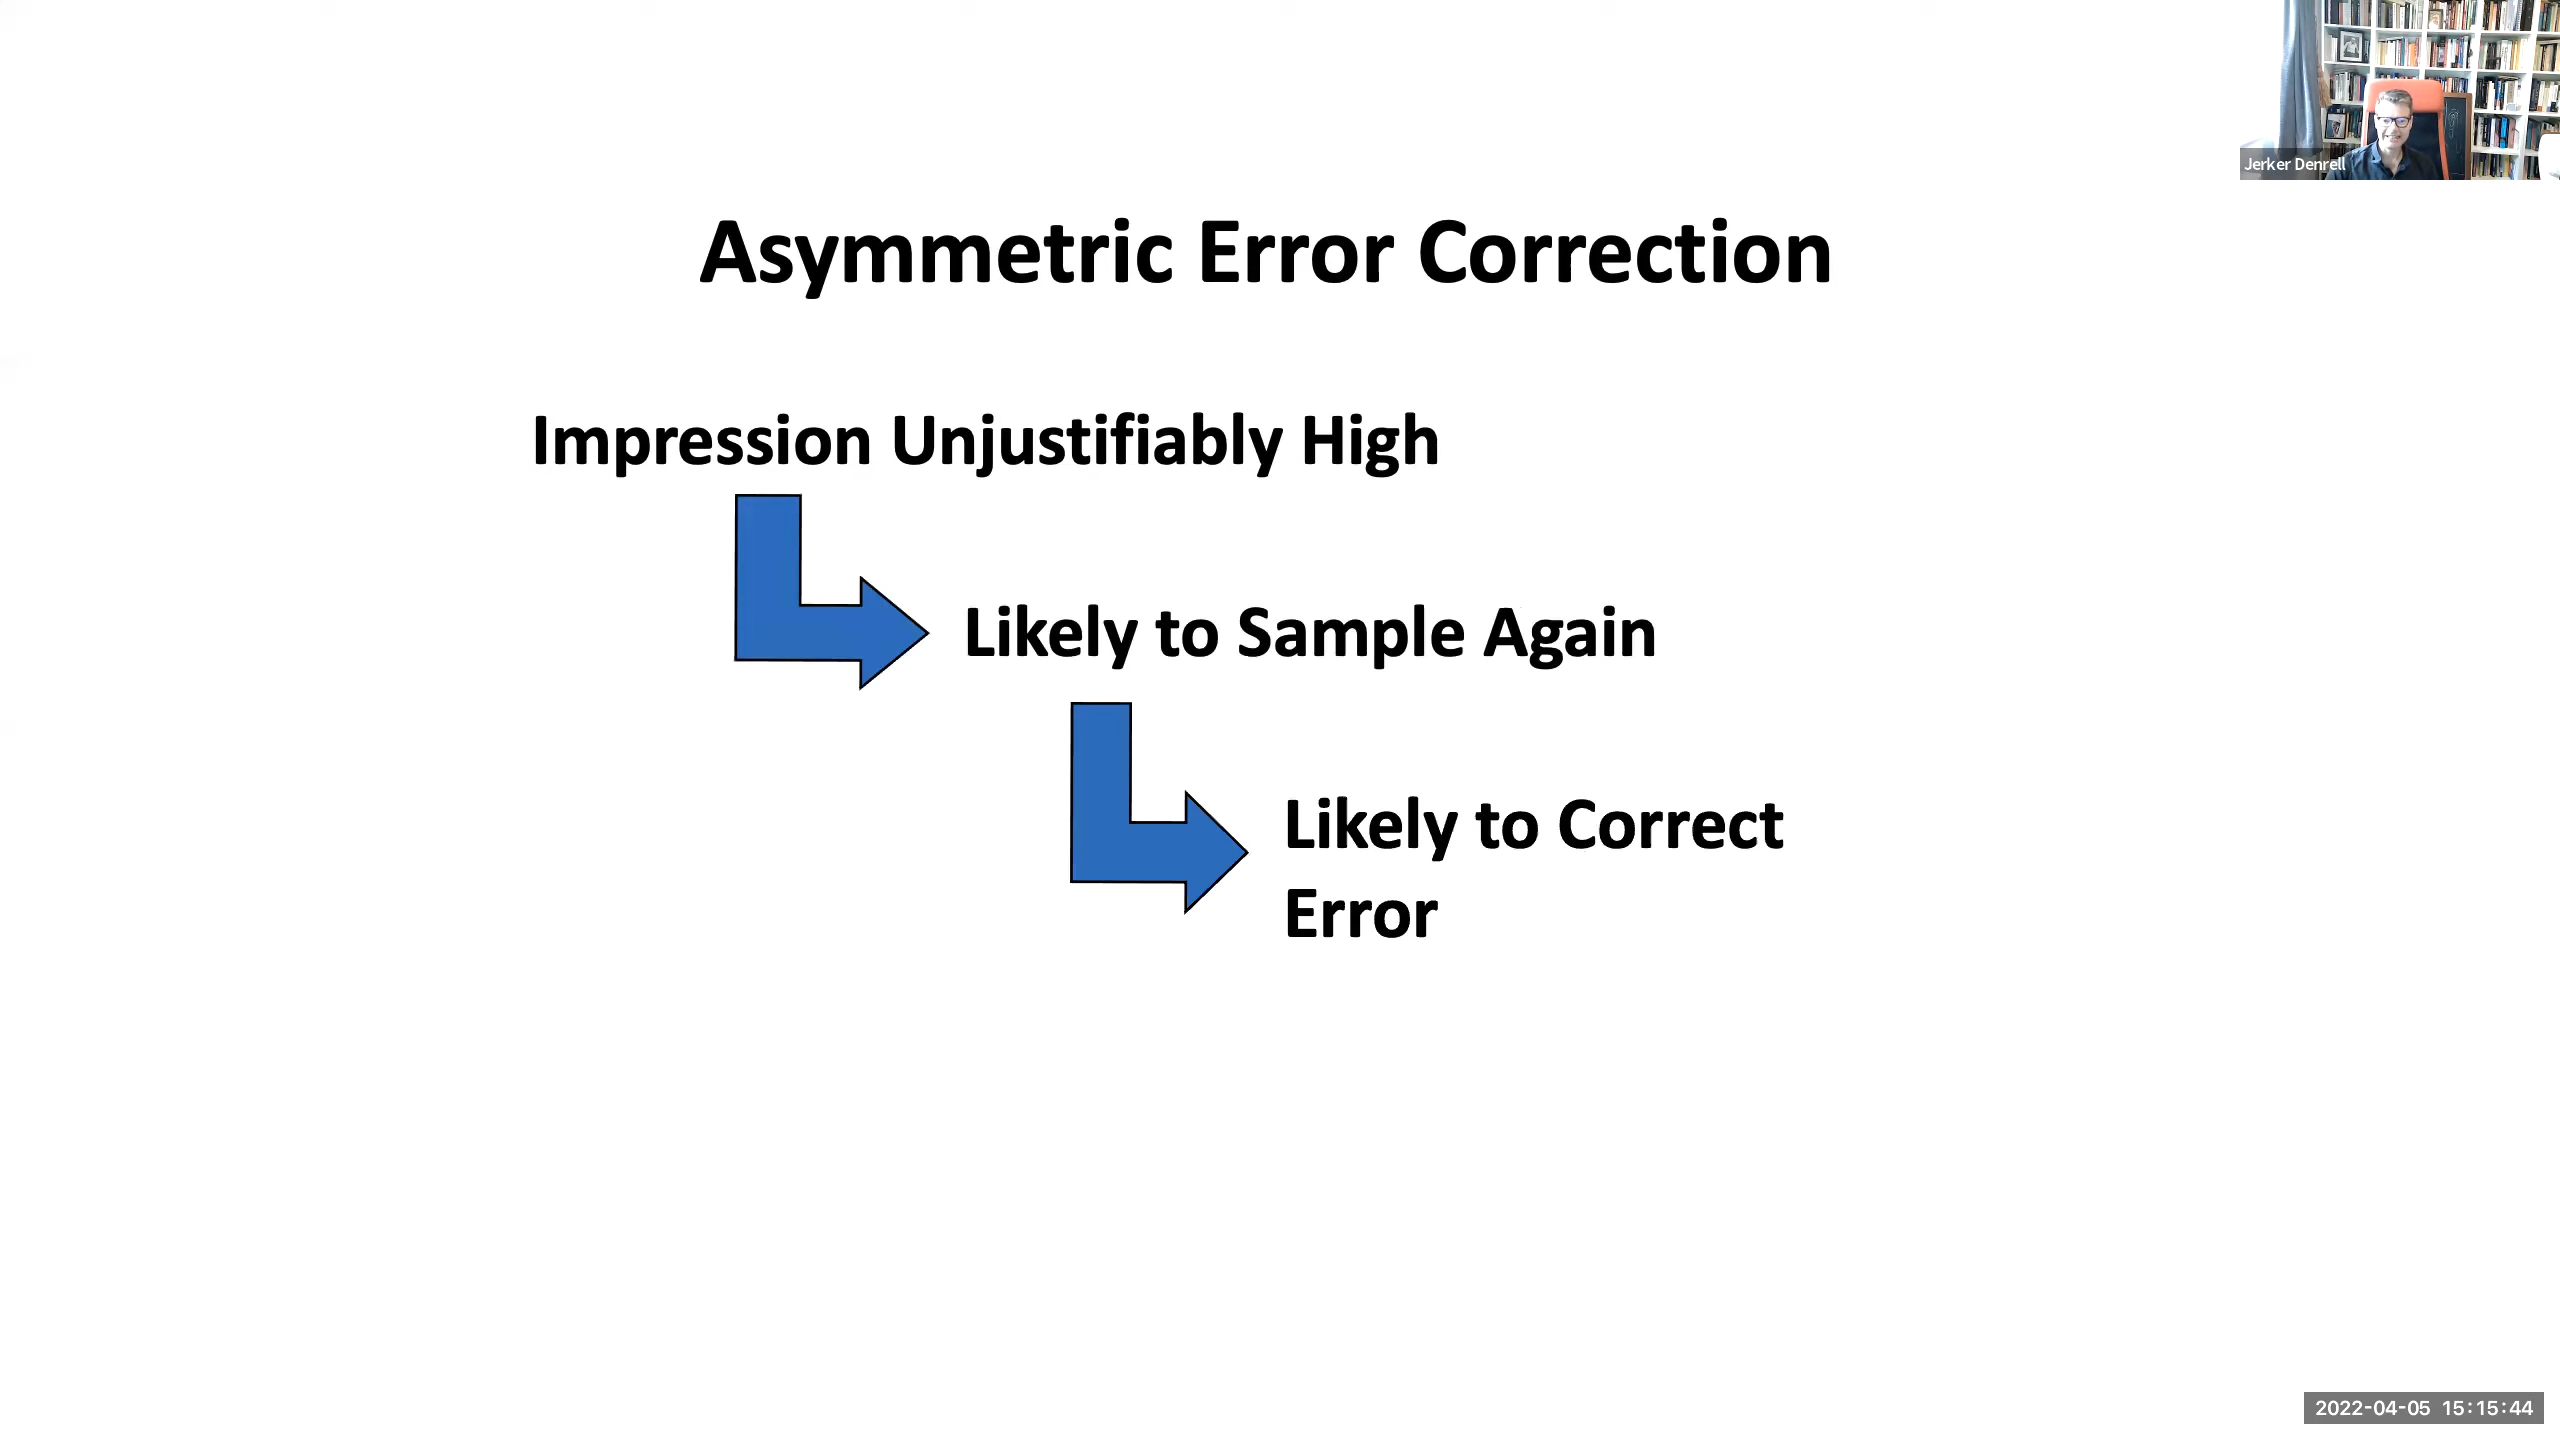 Jerker Denrell
Asymmetric Error Correction
Impression Unjustifiably High
Likely to Sample Again
Likely to Correct
Error
2022-04-05 15:15:44